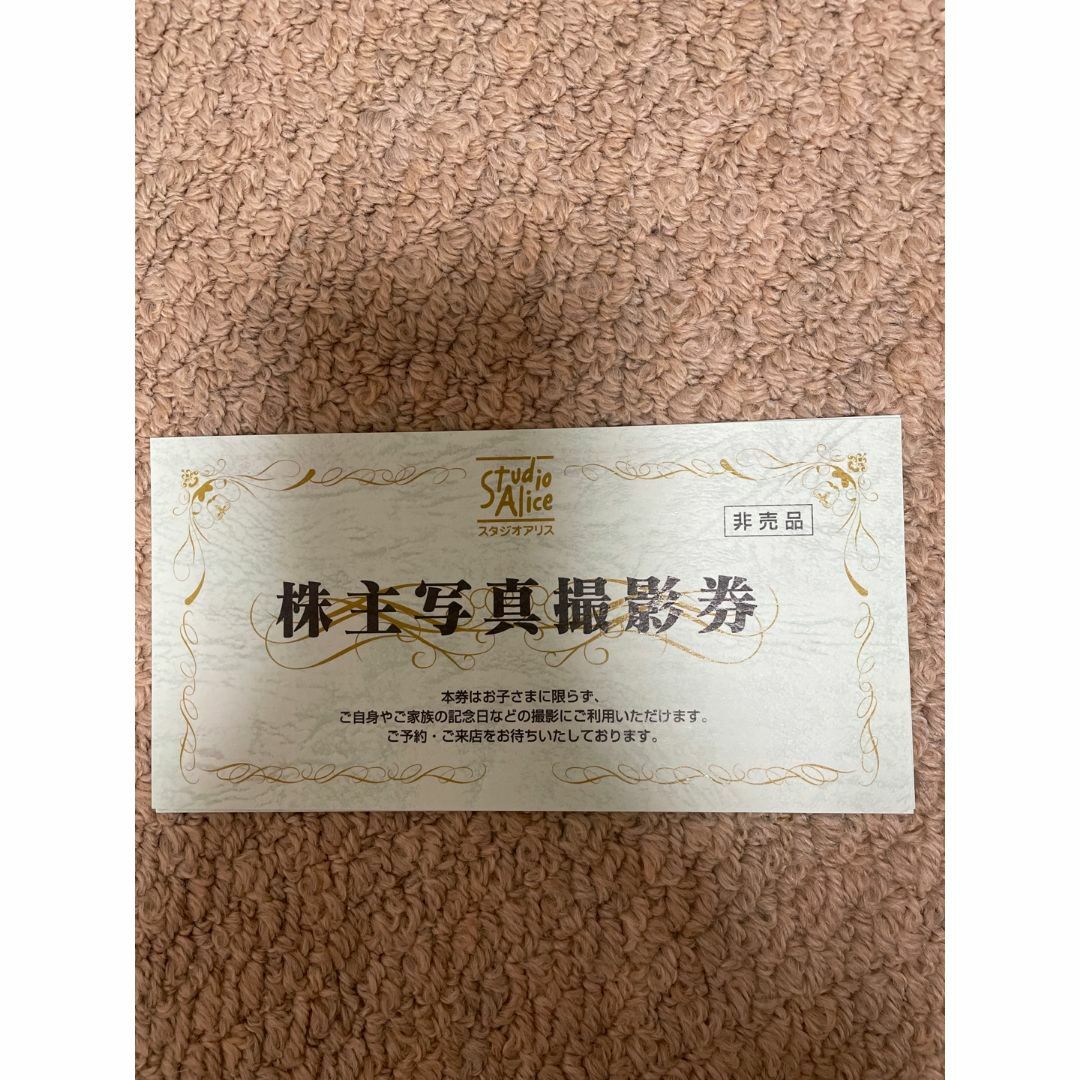 Studio
Alice
スタジオアリス
非売品
株主写真撮影券
本券はお子さまに限らず、
ご自身やご家族の記念日などの撮影にご利用いただけます。
ご予約・ご来店をお待ちいたしております。